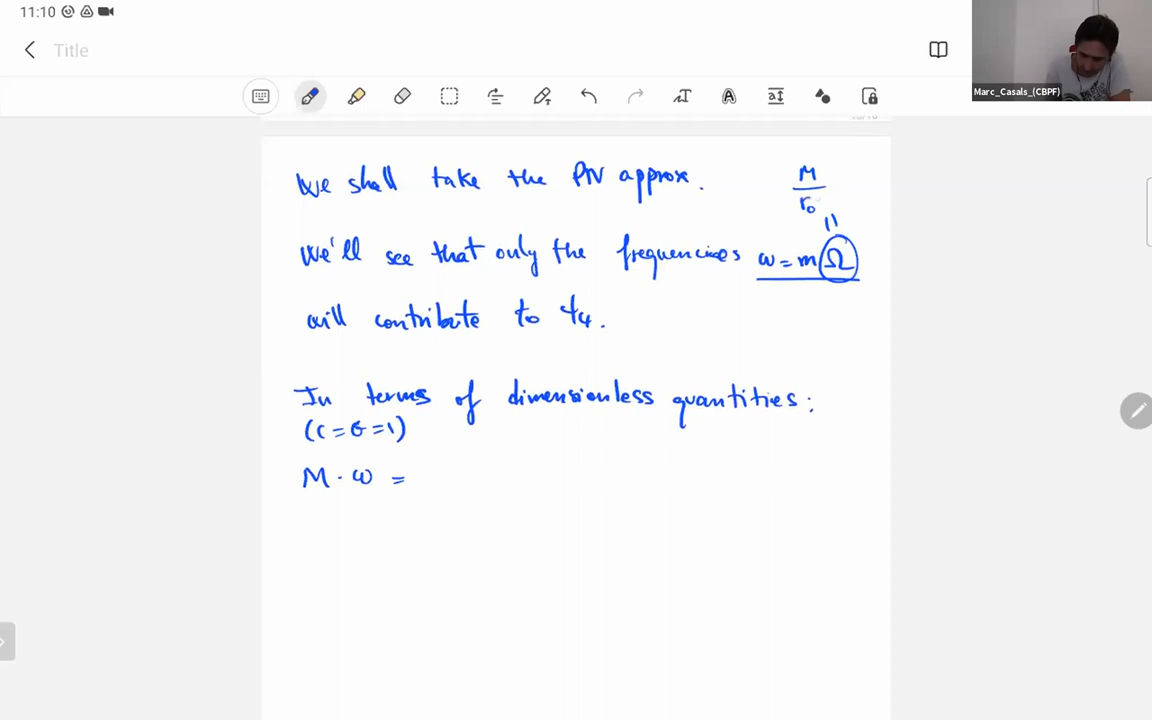 11:10
Title
Marc_Casals_(CBPF)
We shall take the PN approx.
M
r₀
We'll see that only the frequencies ω = m Ω
will contribute to ψ₄.
In terms of dimensionless quantities:
(c = G = 1)
M · ω =